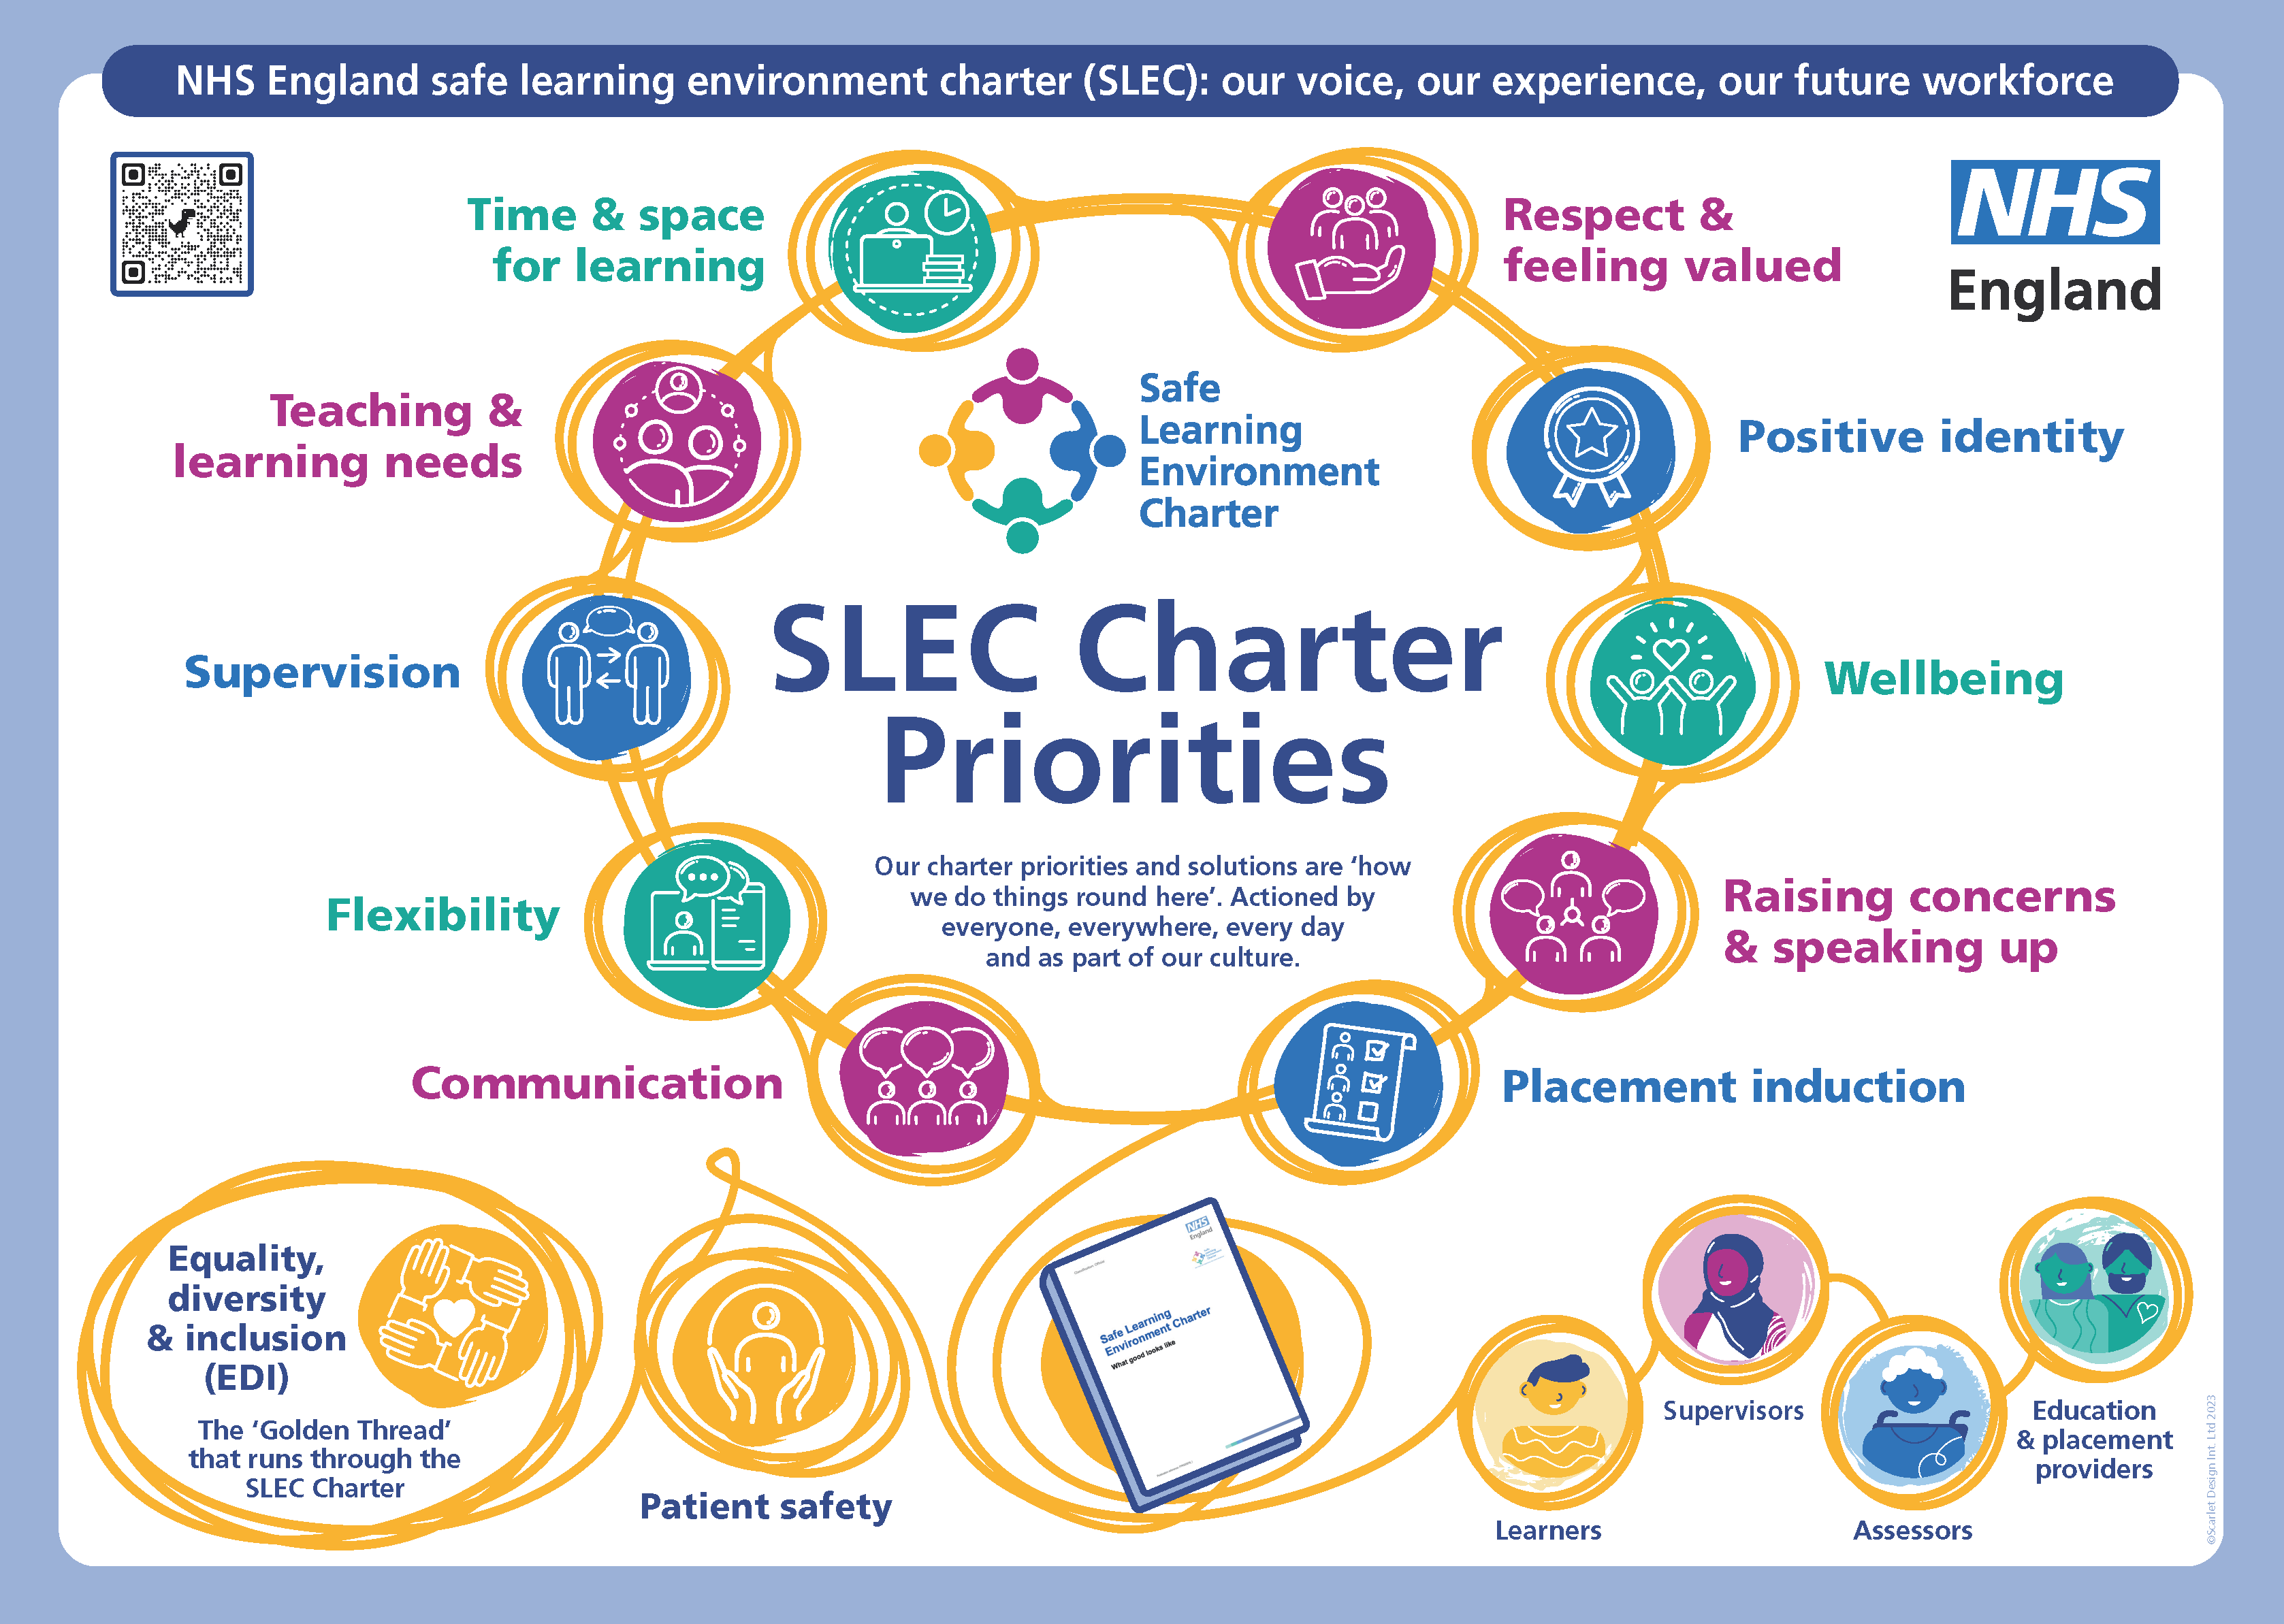 NHS England safe learning environment charter (SLEC): our voice, our experience, our future workforce
Time & space
for learning
Respect &
feeling valued
NHS
England
Teaching &
learning needs
Safe
Learning
Environment
Charter
Positive identity
Supervision
SLEC Charter
Priorities
Wellbeing
Our charter priorities and solutions are ‘how
we do things round here’. Actioned by
everyone, everywhere, every day
and as part of our culture.
Flexibility
Raising concerns
& speaking up
Communication
Placement induction
Equality,
diversity
& inclusion
(EDI)
The ‘Golden Thread’
that runs through the
SLEC Charter
Patient safety
NHS
England
Safe Learning
Environment Charter
What good looks like
Learners
Supervisors
Assessors
Education
& placement
providers
©Scarlet Design Int. Ltd 2023